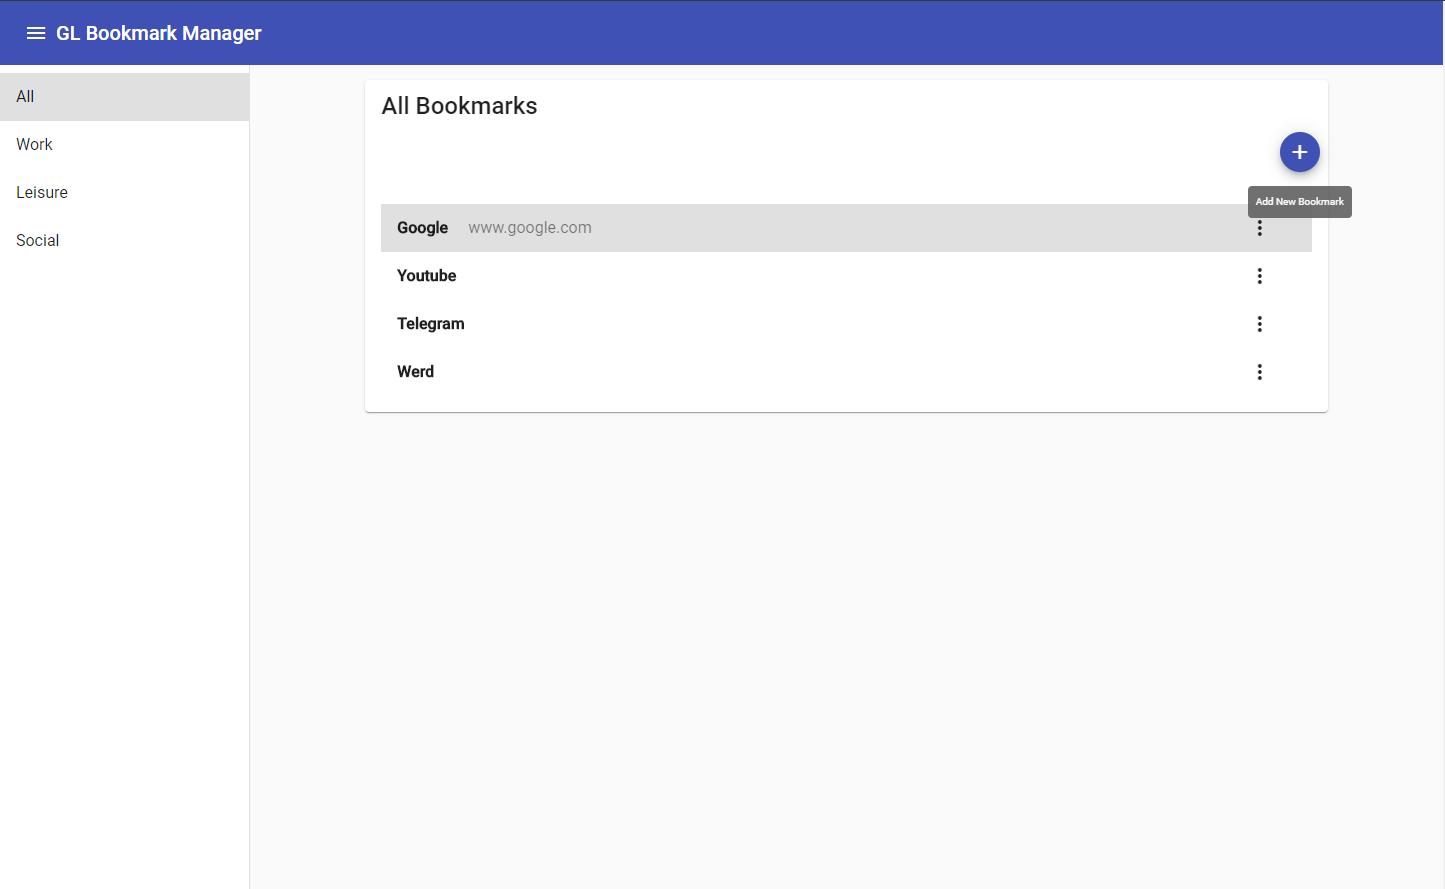 GL Bookmark Manager
All
Work
Leisure
Social
All Bookmarks
Add New Bookmark
Google www.google.com
Youtube
Telegram
Werd